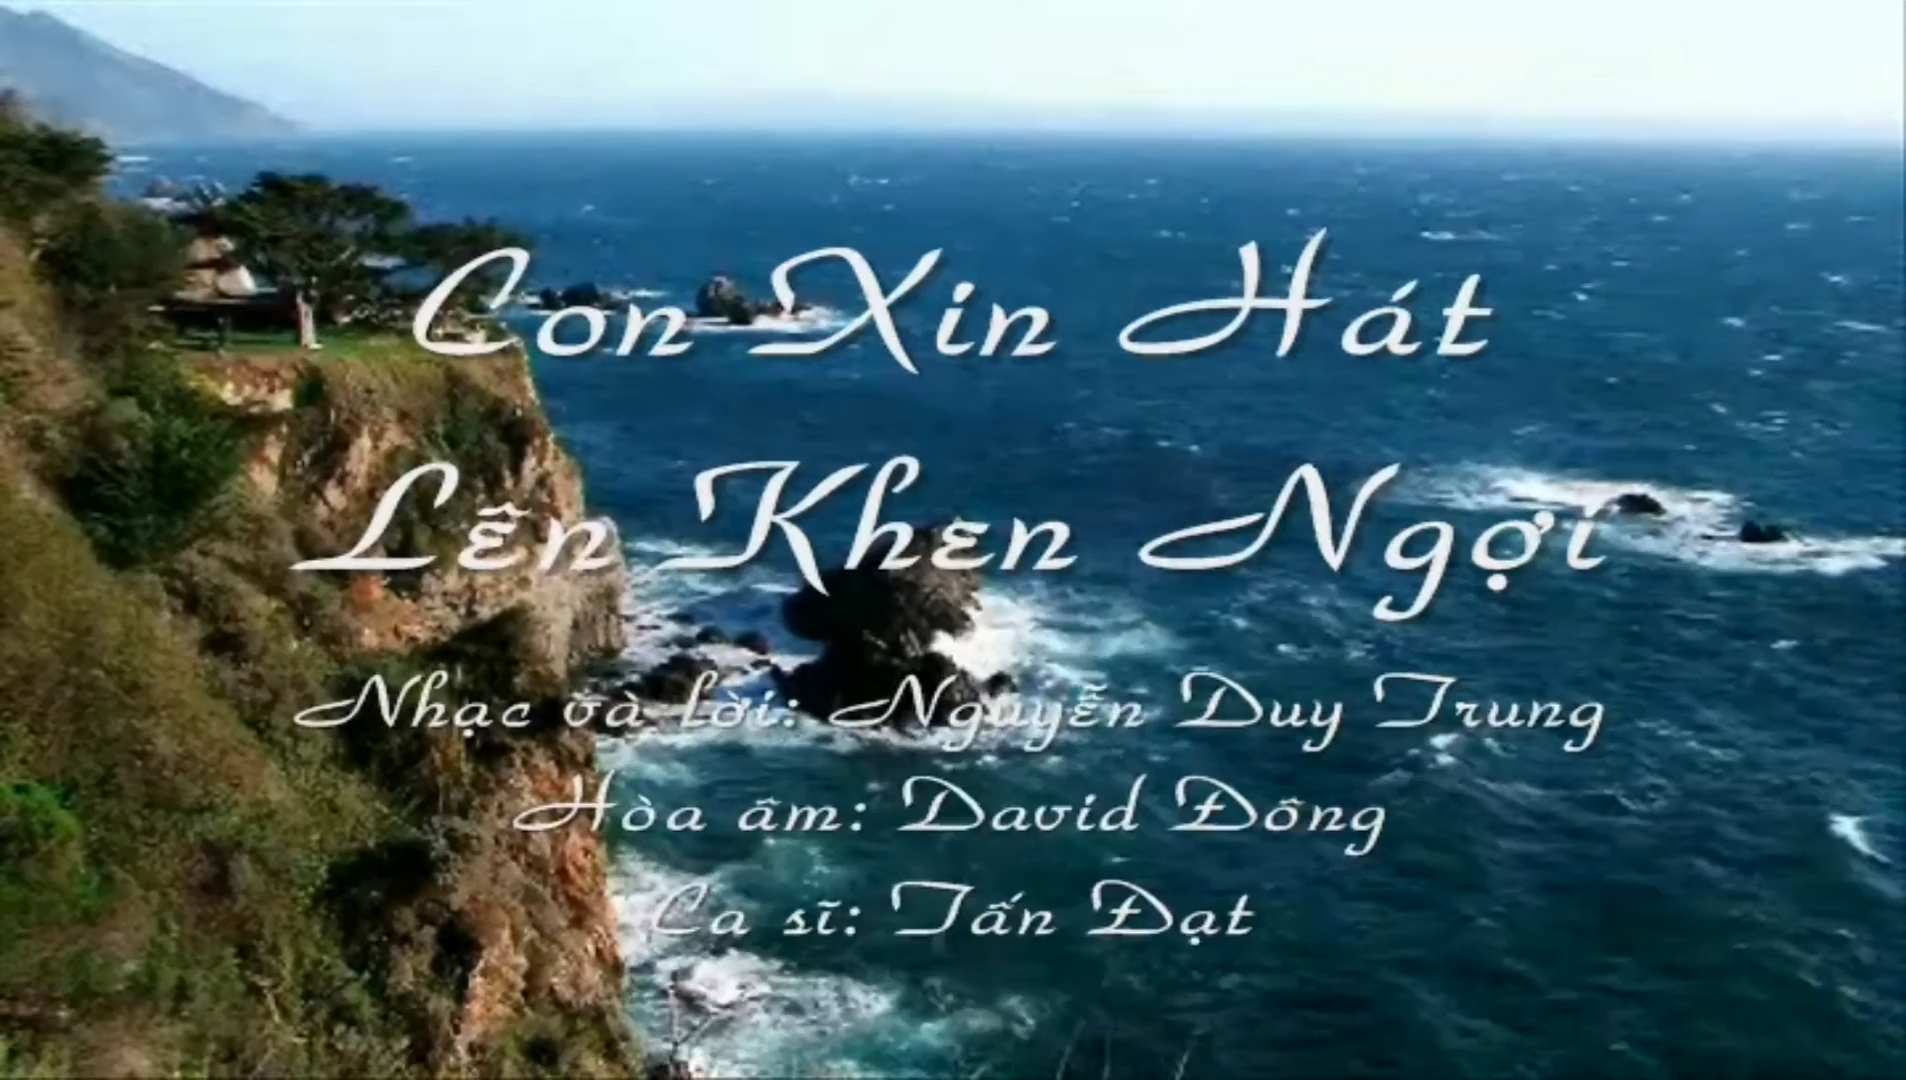 Con Xin Hát
Lên Khen Ngợi
Nhạc và lời: Nguyễn Duy Trung
Hòa âm: David Đông
Ca sĩ: Tấn Đạt